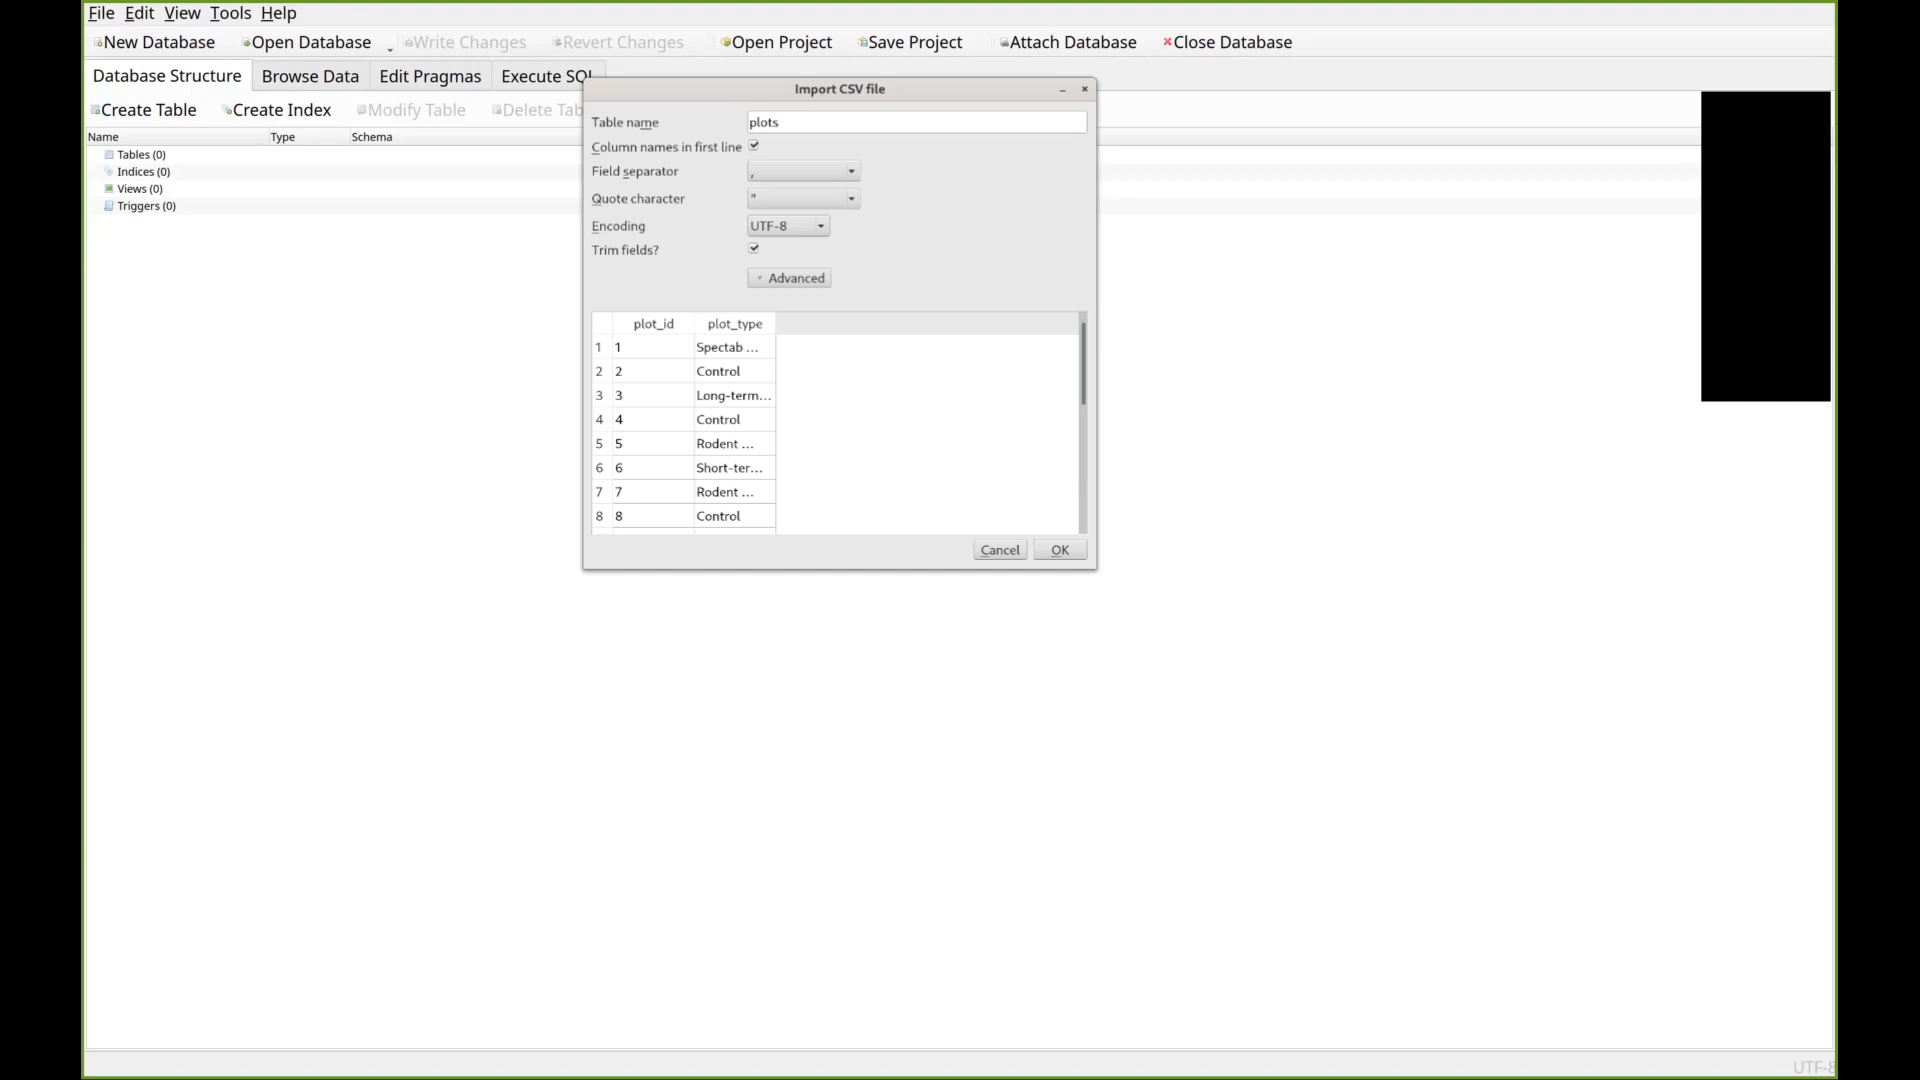 File Edit View Tools Help
New Database Open Database Write Changes Revert Changes Open Project Save Project Attach Database Close Database
Database Structure Browse Data Edit Pragmas Execute SQL
Create Table Create Index Modify Table Delete Tab
Name Type Schema
Tables (0)
Indices (0)
Views (0)
Triggers (0)
Import CSV file
Table name plots
Column names in first line
Field separator ,
Quote character "
Encoding UTF-8
Trim fields?
Advanced
plot_id plot_type
1 1 Spectab ...
2 2 Control
3 3 Long-term...
4 4 Control
5 5 Rodent ...
6 6 Short-ter...
7 7 Rodent ...
8 8 Control
Cancel OK
UTF-8